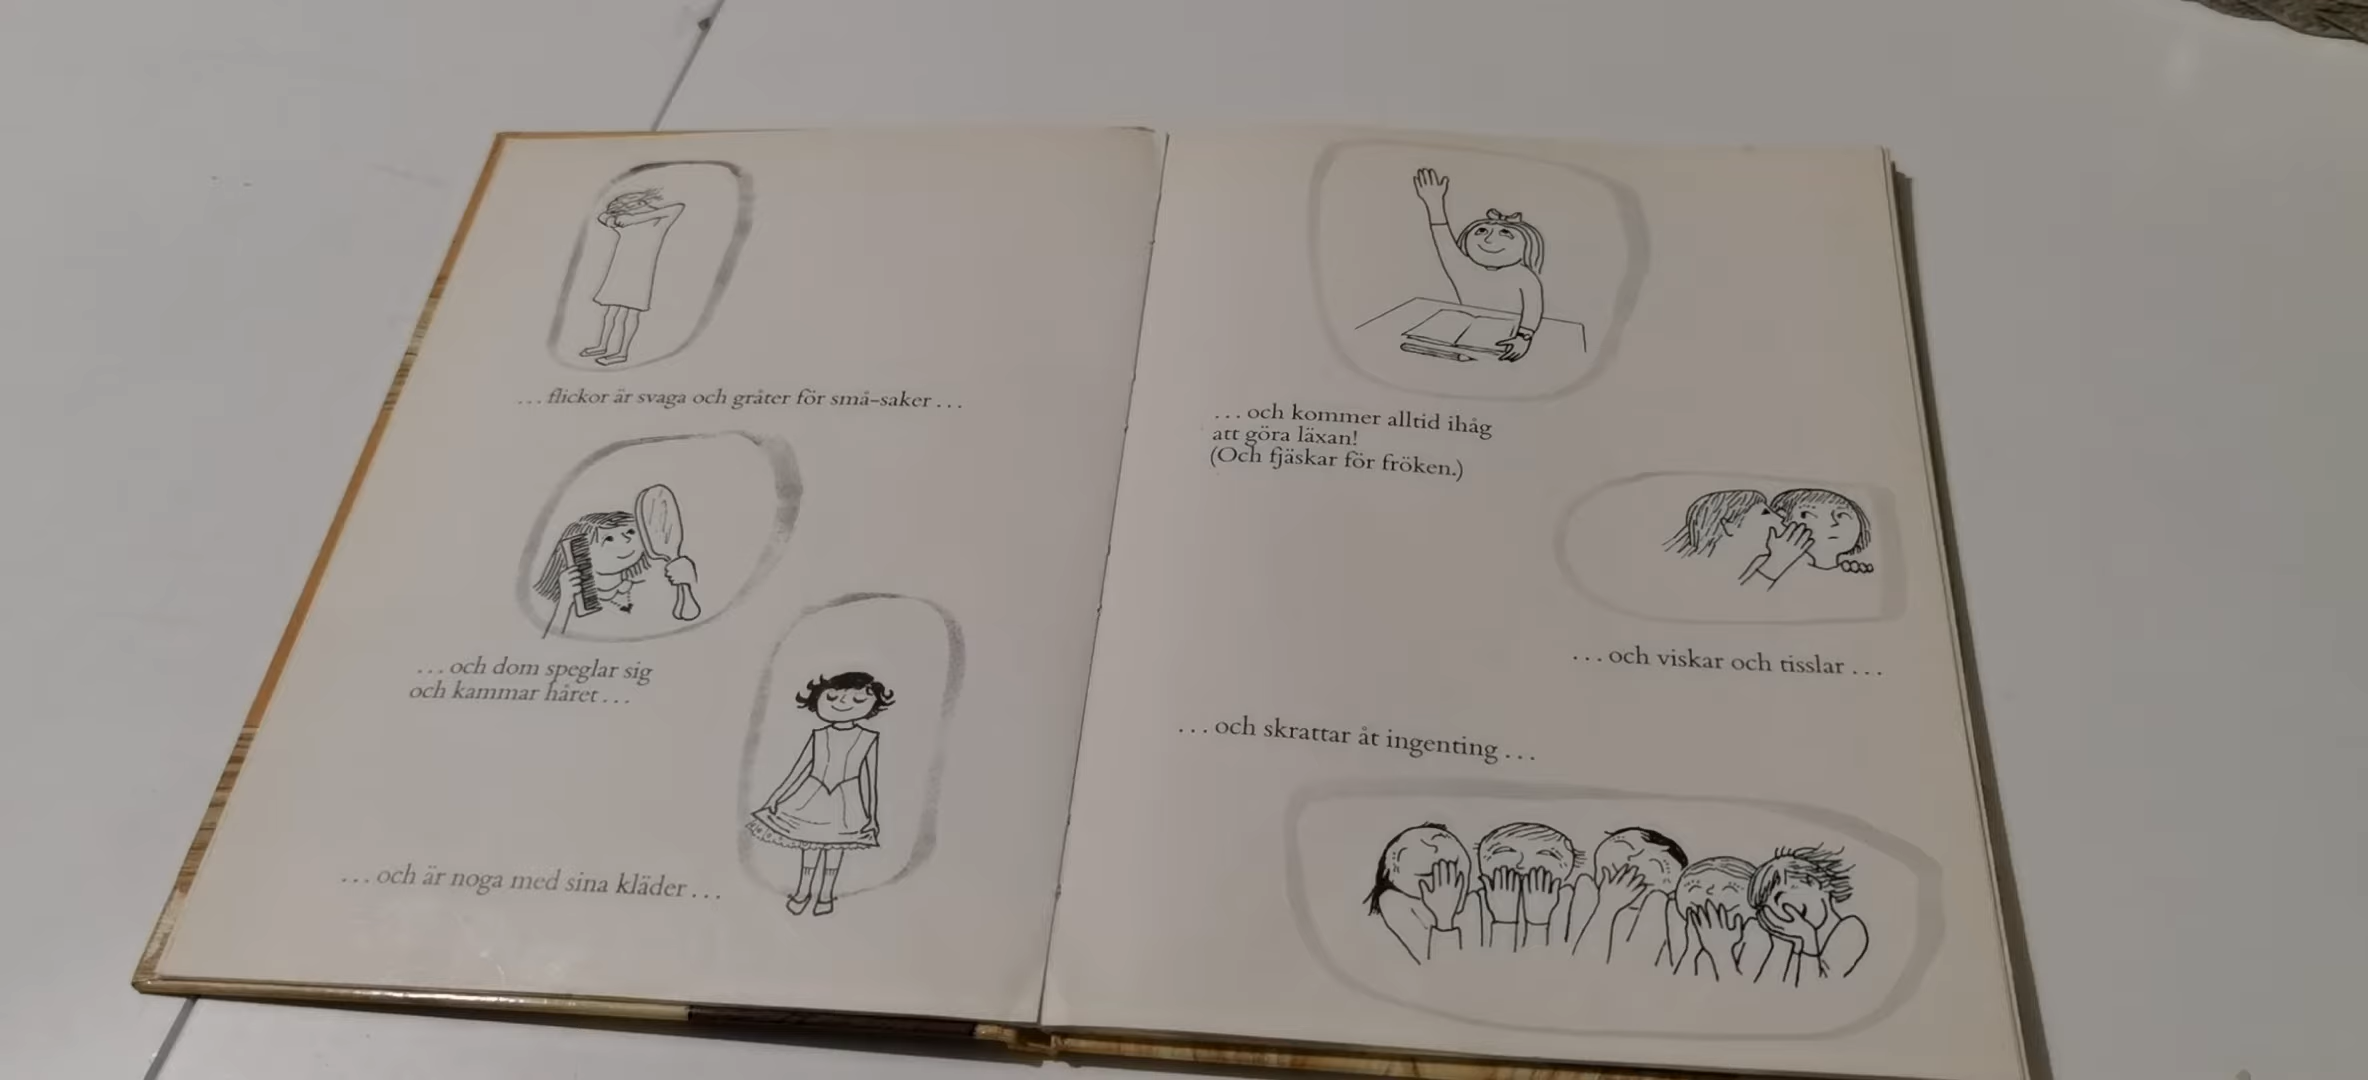 ...flickor är svaga och gråter för små-saker...
...och dom speglar sig
och kammar håret...
...och är noga med sina kläder...
...och kommer alltid ihåg
att göra läxan!
(Och fjäskar för fröken.)
...och viskar och tisslar...
...och skrattar åt ingenting...